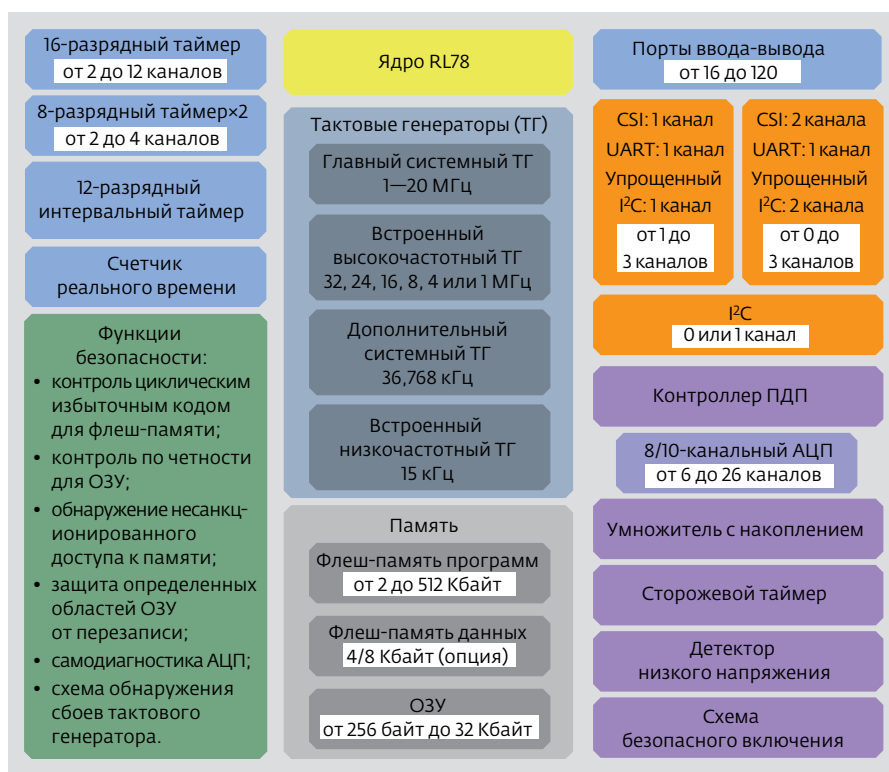 16-разрядный таймер
от 2 до 12 каналов
8-разрядный таймер×2
от 2 до 4 каналов
12-разрядный
интервальный таймер
Счетчик
реального времени
Функции
безопасности:
• контроль циклическим
избыточным кодом
для флеш-памяти;
• контроль по четности
для ОЗУ;
• обнаружение несанкц-
ионированного
доступа к памяти;
• защита определенных
областей ОЗУ
от перезаписи;
• самодиагностика АЦП;
• схема обнаружения
сбоев тактового
генератора.
Ядро RL78
Тактовые генераторы (ТГ)
Главный системный ТГ
1—20 МГц
Встроенный
высокочастотный ТГ
32, 24, 16, 8, 4 или 1 МГц
Дополнительный
системный ТГ
36,768 кГц
Встроенный
низкочастотный ТГ
15 кГц
Память
Флеш-память программ
от 2 до 512 Кбайт
Флеш-память данных
4/8 Кбайт (опция)
ОЗУ
от 256 байт до 32 Кбайт
Порты ввода-вывода
от 16 до 120
CSI: 1 канал
UART: 1 канал
Упрощенный
I²C: 1 канал
от 1 до
3 каналов
CSI: 2 канала
UART: 1 канал
Упрощенный
I²C: 2 канала
от 0 до
3 каналов
I²C
0 или 1 канал
Контроллер ПДП
8/10-канальный АЦП
от 6 до 26 каналов
Умножитель с накоплением
Сторожевой таймер
Детектор
низкого напряжения
Схема
безопасного включения